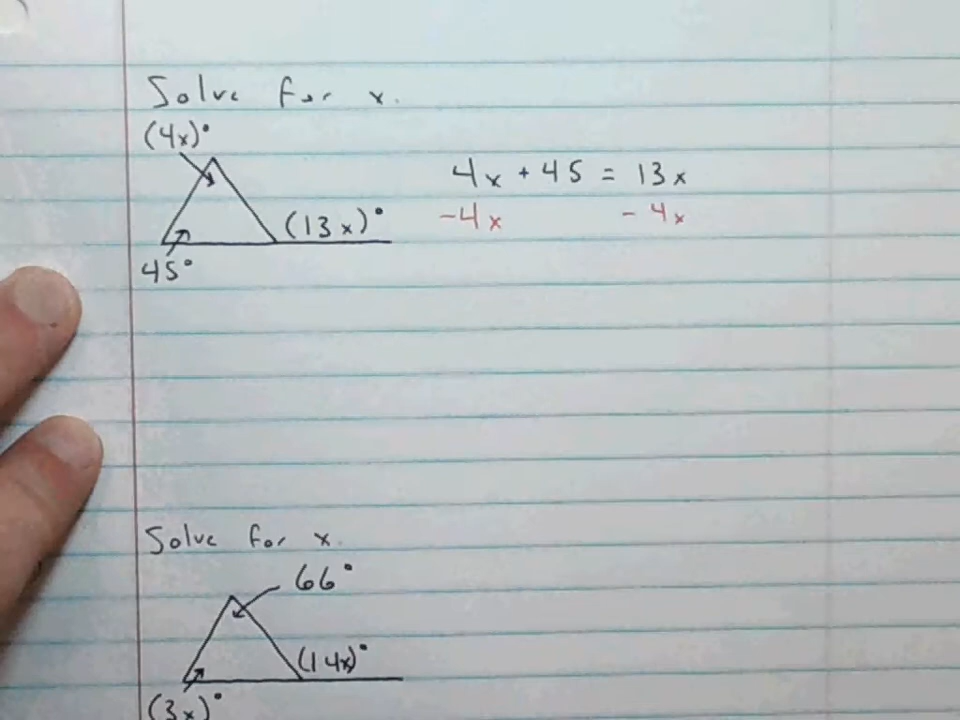 Solve for x.
(4x)°
4x + 45 = 13x
-4x - 4x
(13x)°
45°
Solve for x.
66°
(14x)°
(3x)°